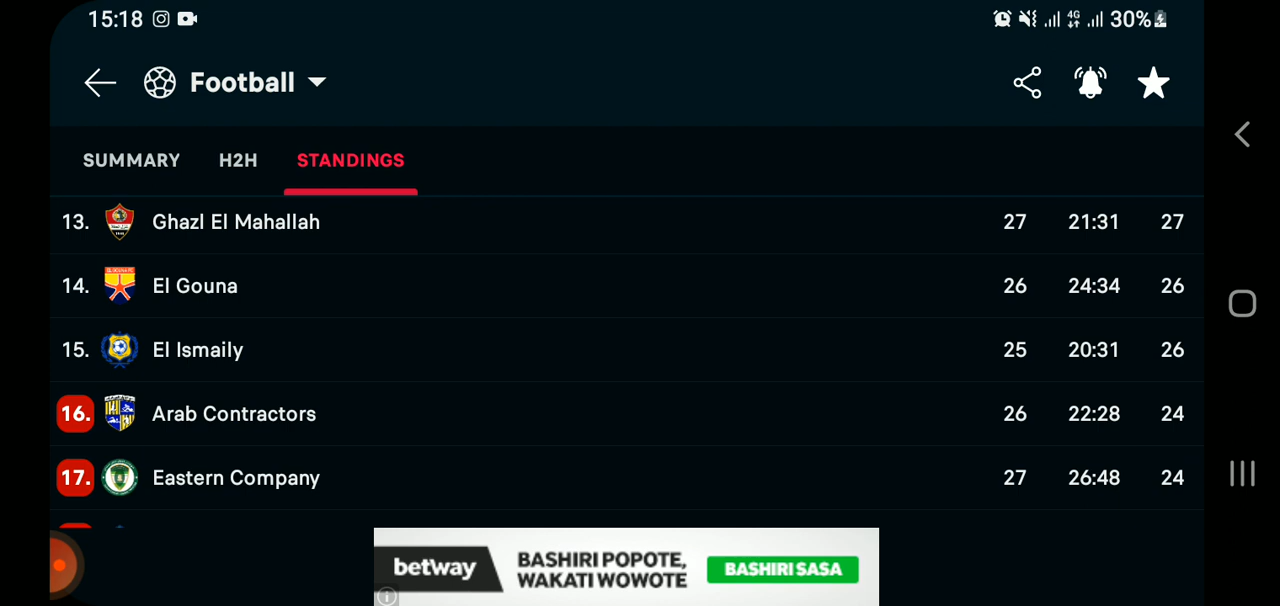 15:18 4G 30%
Football
SUMMARY H2H STANDINGS
13. Ghazl El Mahallah 27 21:31 27
14. El Gouna 26 24:34 26
15. El Ismaily 25 20:31 26
16. Arab Contractors 26 22:28 24
17. Eastern Company 27 26:48 24
betway BASHIRI POPOTE, WAKATI WOWOTE BASHIRI SASA